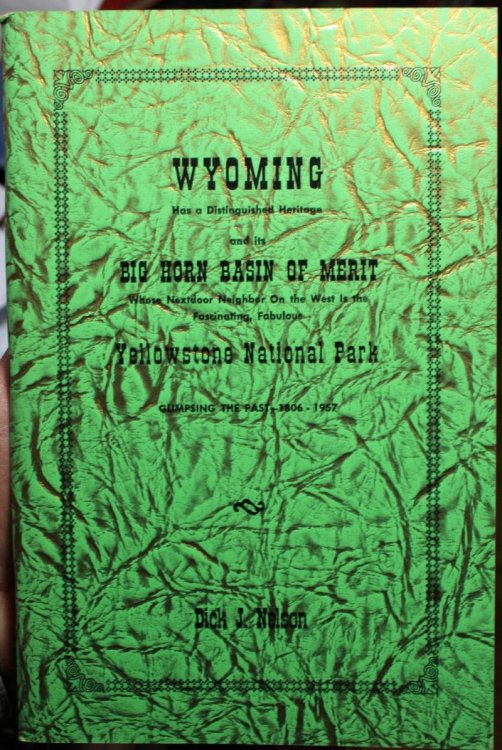 WYOMING
Has a Distinguished Heritage
and its
BIG HORN BASIN OF MERIT
Whose Nextdoor Neighbor On the West Is the
Fascinating, Fabulous
Yellowstone National Park
GLIMPSING THE PAST—1806 - 1957
Dick J. Nelson